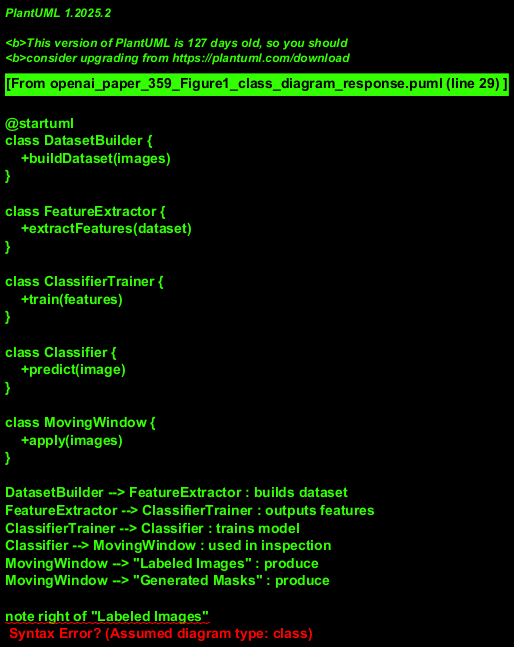 PlantUML 1.2025.2
<b>This version of PlantUML is 127 days old, so you should
<b>consider upgrading from https://plantuml.com/download
[From openai_paper_359_Figure1_class_diagram_response.puml (line 29) ]
@startuml
class DatasetBuilder {
+buildDataset(images)
}
class FeatureExtractor {
+extractFeatures(dataset)
}
class ClassifierTrainer {
+train(features)
}
class Classifier {
+predict(image)
}
class MovingWindow {
+apply(images)
}
DatasetBuilder --> FeatureExtractor : builds dataset
FeatureExtractor --> ClassifierTrainer : outputs features
ClassifierTrainer --> Classifier : trains model
Classifier --> MovingWindow : used in inspection
MovingWindow --> "Labeled Images" : produce
MovingWindow --> "Generated Masks" : produce
note right of "Labeled Images"
Syntax Error? (Assumed diagram type: class)